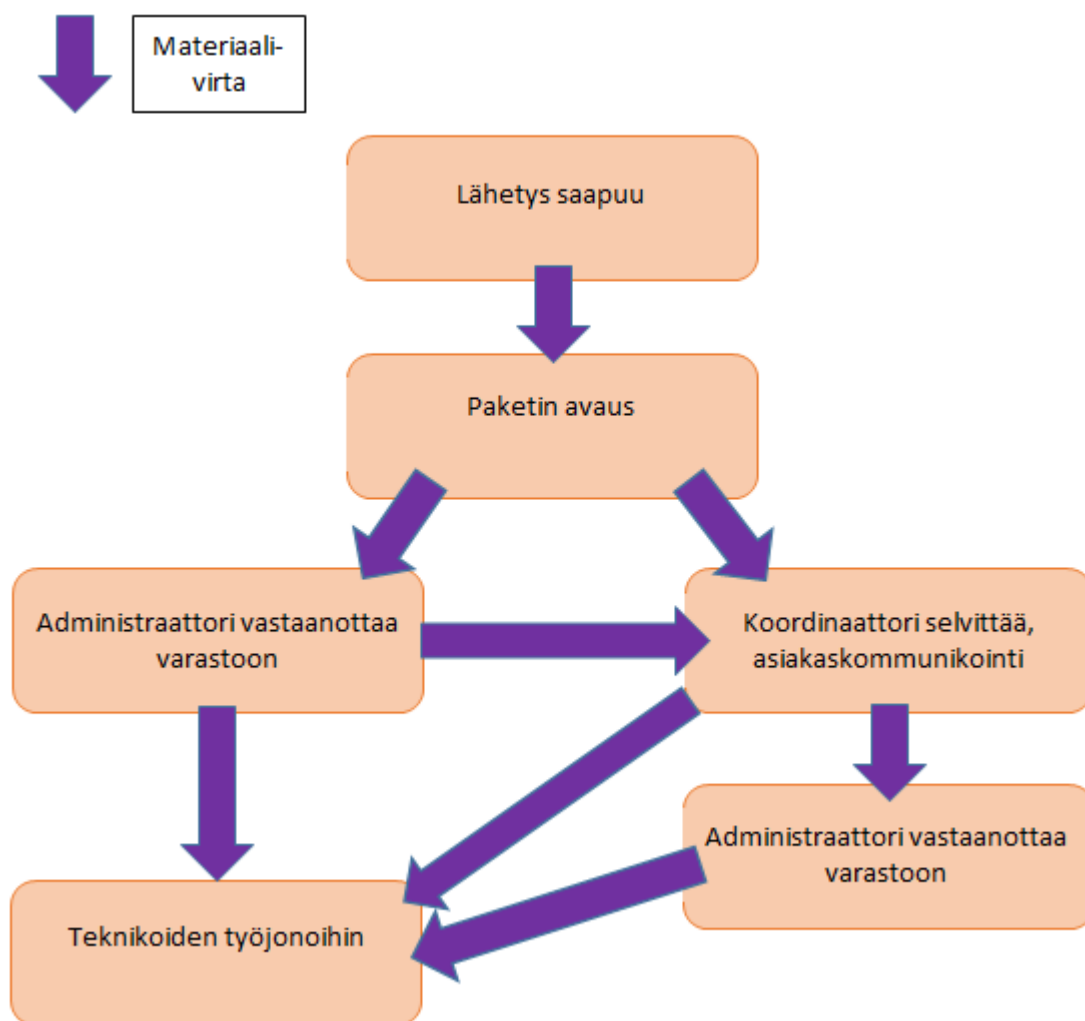 Materiaali-
virta
Lähetys saapuu
Paketin avaus
Administraattori vastaanottaa
varastoon
Koordinaattori selvittää,
asiakaskommunikointi
Administraattori vastaanottaa
varastoon
Teknikoiden työjonoihin